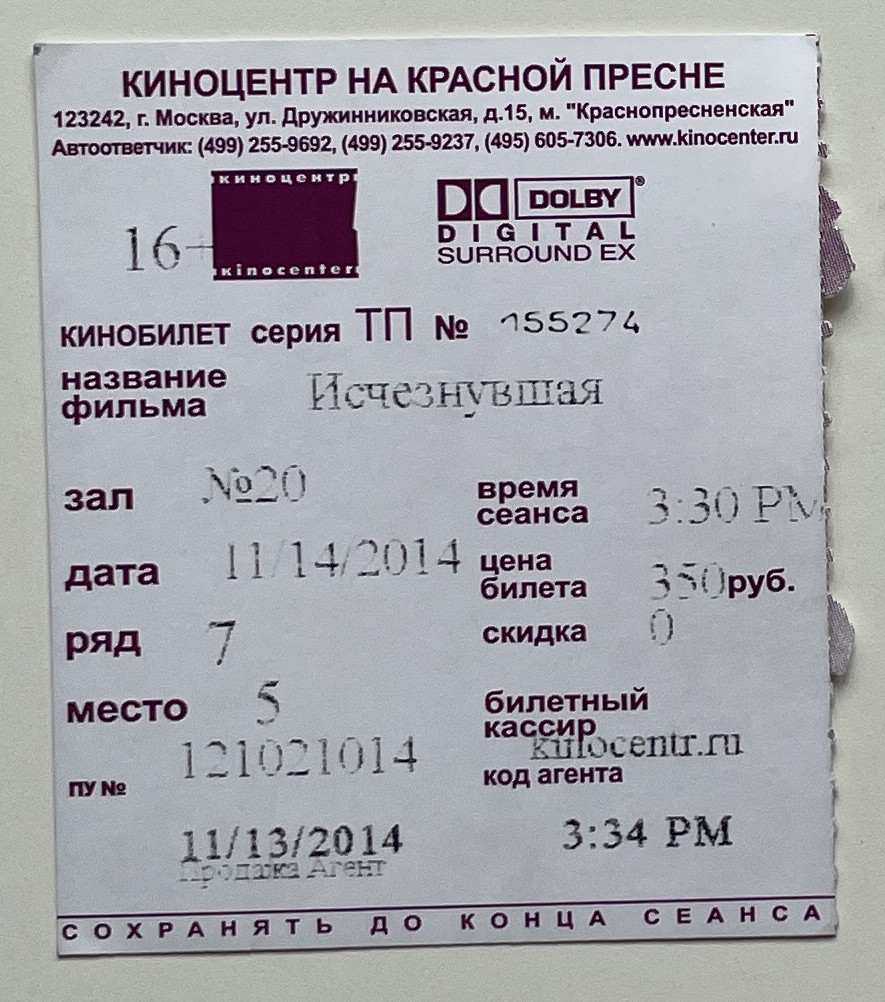 КИНОЦЕНТР НА КРАСНОЙ ПРЕСНЕ
123242, г. Москва, ул. Дружинниковская, д.15, м. "Краснопресненская"
Автоответчик: (499) 255-9692, (499) 255-9237, (495) 605-7306. www.kinocenter.ru
16+
киноцентр
kinocenter
DOLBY®
DIGITAL
SURROUND EX
КИНОБИЛЕТ серия ТП № 155274
название
фильма
Исчезнувшая
зал №20
время
сеанса
3:30 PM
дата 11/14/2014
цена
билета
350руб.
ряд 7
скидка 0
место 5
билетный
кассир
kinocentr.ru
ПУ № 121021014
код агента
11/13/2014 3:34 PM
Продажа Агент
СОХРАНЯТЬ ДО КОНЦА СЕАНСА